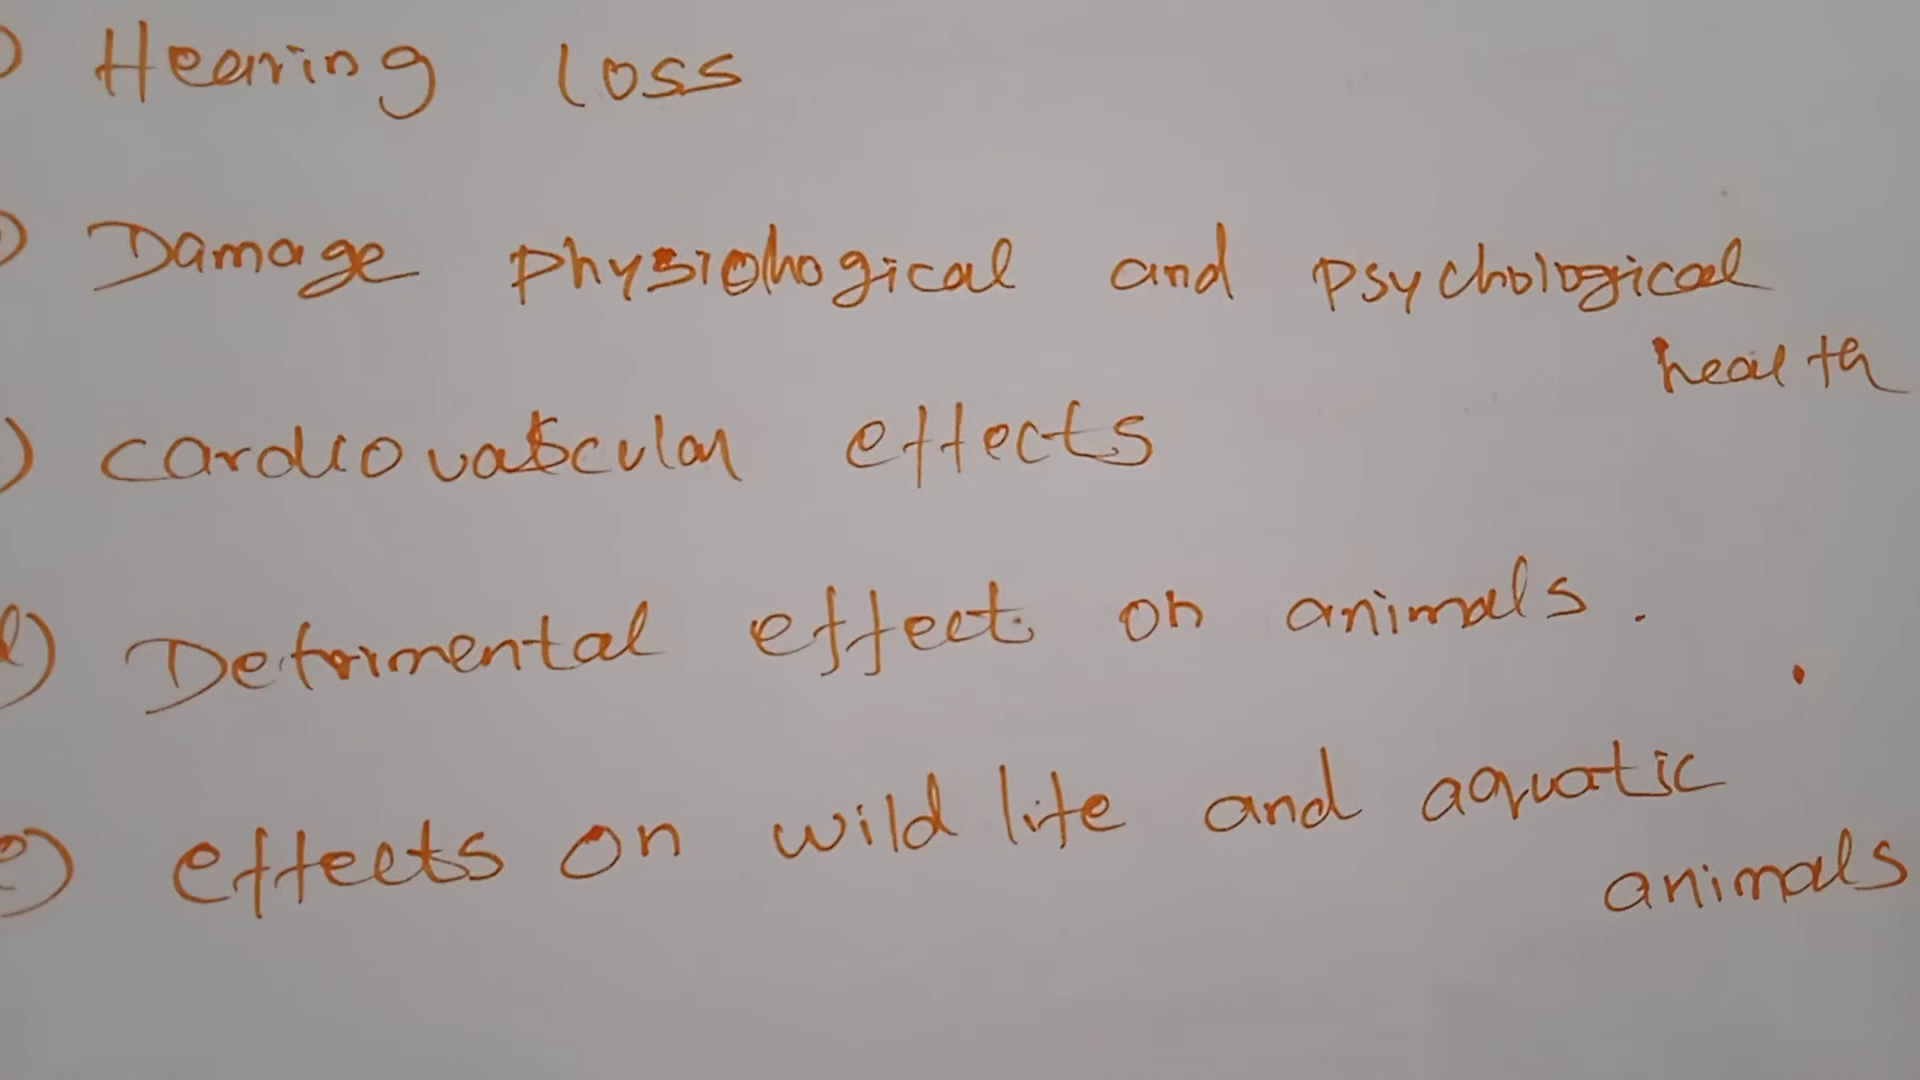 ) Hearing loss
) Damage physiological and psychological
health
) cardiovascular effects
d) Detrimental effect on animals.
e) effects on wild life and aquatic
animals